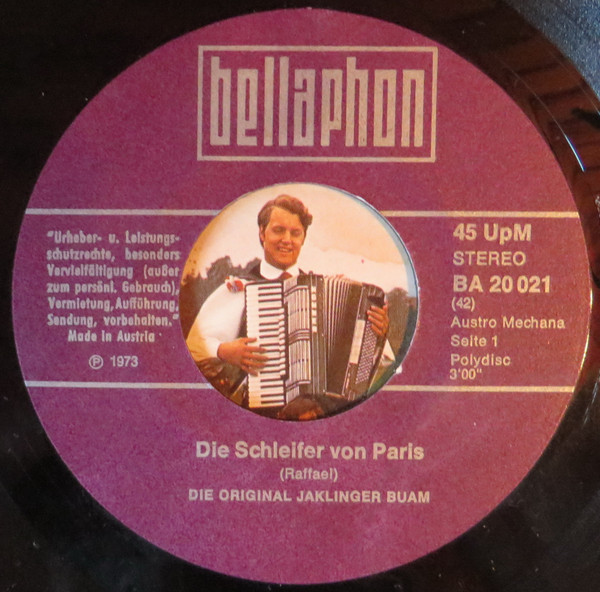 bellaphon
"Urheber- u. Leistungs-
schutzrechte, besonders
Vervielfältigung (außer
zum persönl. Gebrauch),
Vermietung, Aufführung,
Sendung, vorbehalten."
Made in Austria
Ⓟ 1973
45 UpM
STEREO
BA 20 021
(42)
Austro Mechana
Seite 1
Polydisc
3'00"
Die Schleifer von Paris
(Raffael)
DIE ORIGINAL JAKLINGER BUAM